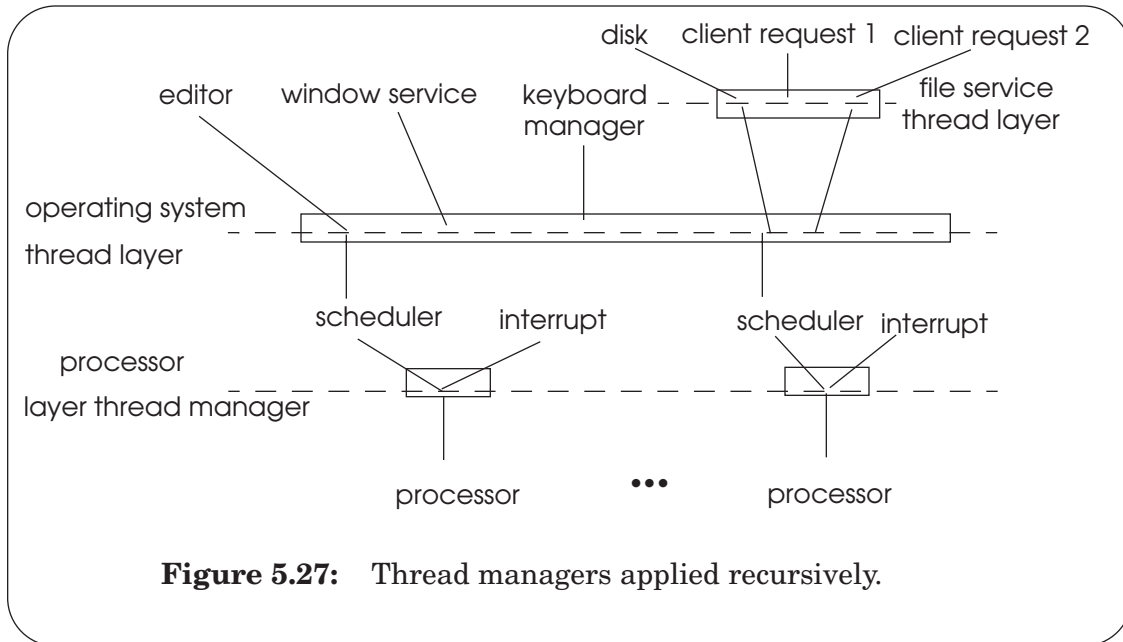 disk client request 1 client request 2
editor window service keyboard manager file service thread layer
operating system
thread layer
scheduler interrupt scheduler interrupt
processor
layer thread manager
processor ••• processor
Figure 5.27: Thread managers applied recursively.